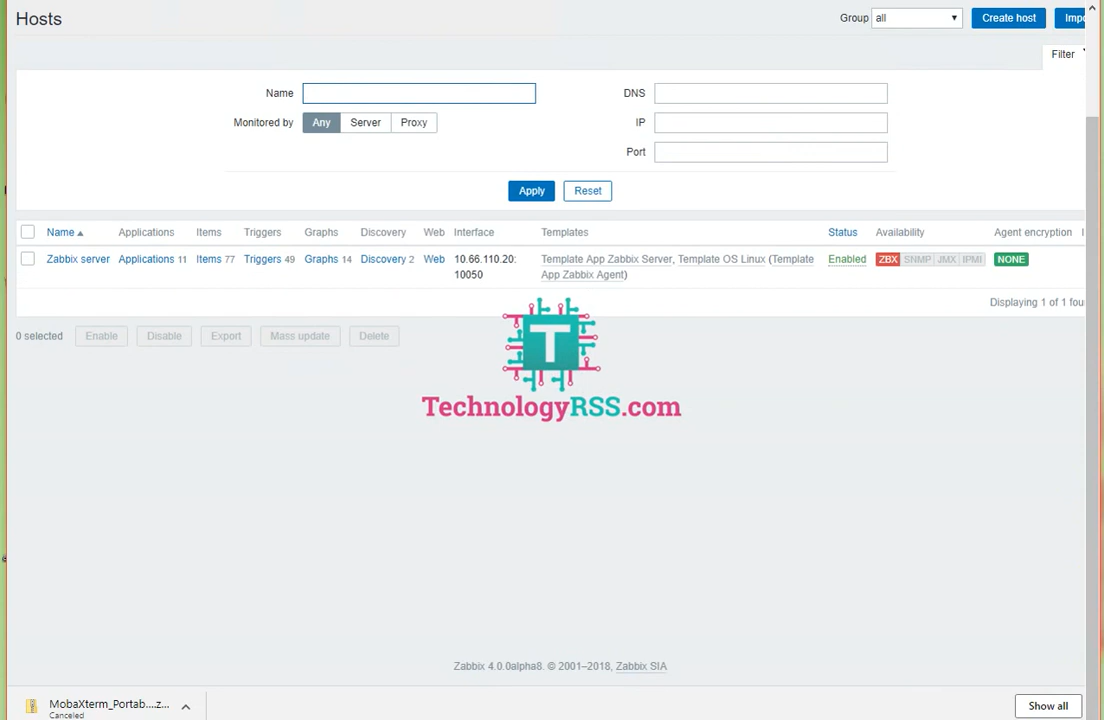 Hosts
Group all Create host
Filter
Name DNS
Monitored by Any Server Proxy IP
Port
Apply Reset
Name Applications Items Triggers Graphs Discovery Web Interface Templates Status Availability Agent encryption
Zabbix server Applications 11 Items 77 Triggers 49 Graphs 14 Discovery 2 Web 10.66.110.20: Template App Zabbix Server, Template OS Linux (Template Enabled ZBX SNMP JMX IPMI NONE
10050 App Zabbix Agent)
Displaying 1 of 1 fou
0 selected Enable Disable Export Mass update Delete
T
TechnologyRSS.com
Zabbix 4.0.0alpha8. © 2001–2018, Zabbix SIA
MobaXterm_Portab....z... Show all
Canceled